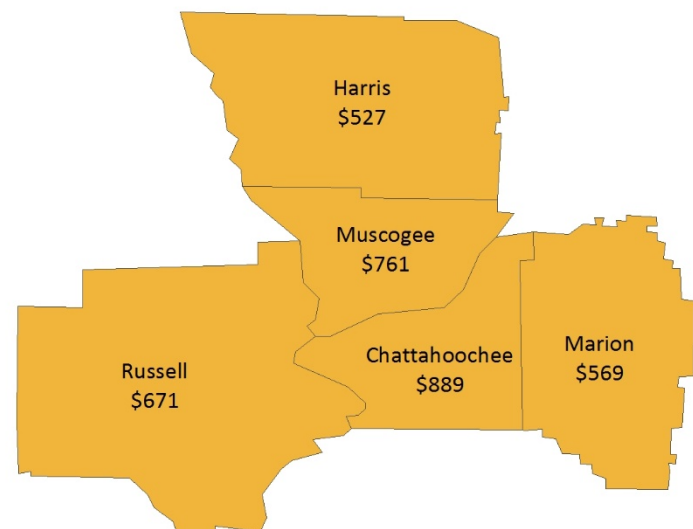 Harris
$527
Muscogee
$761
Chattahoochee
$889
Marion
$569
Russell
$671